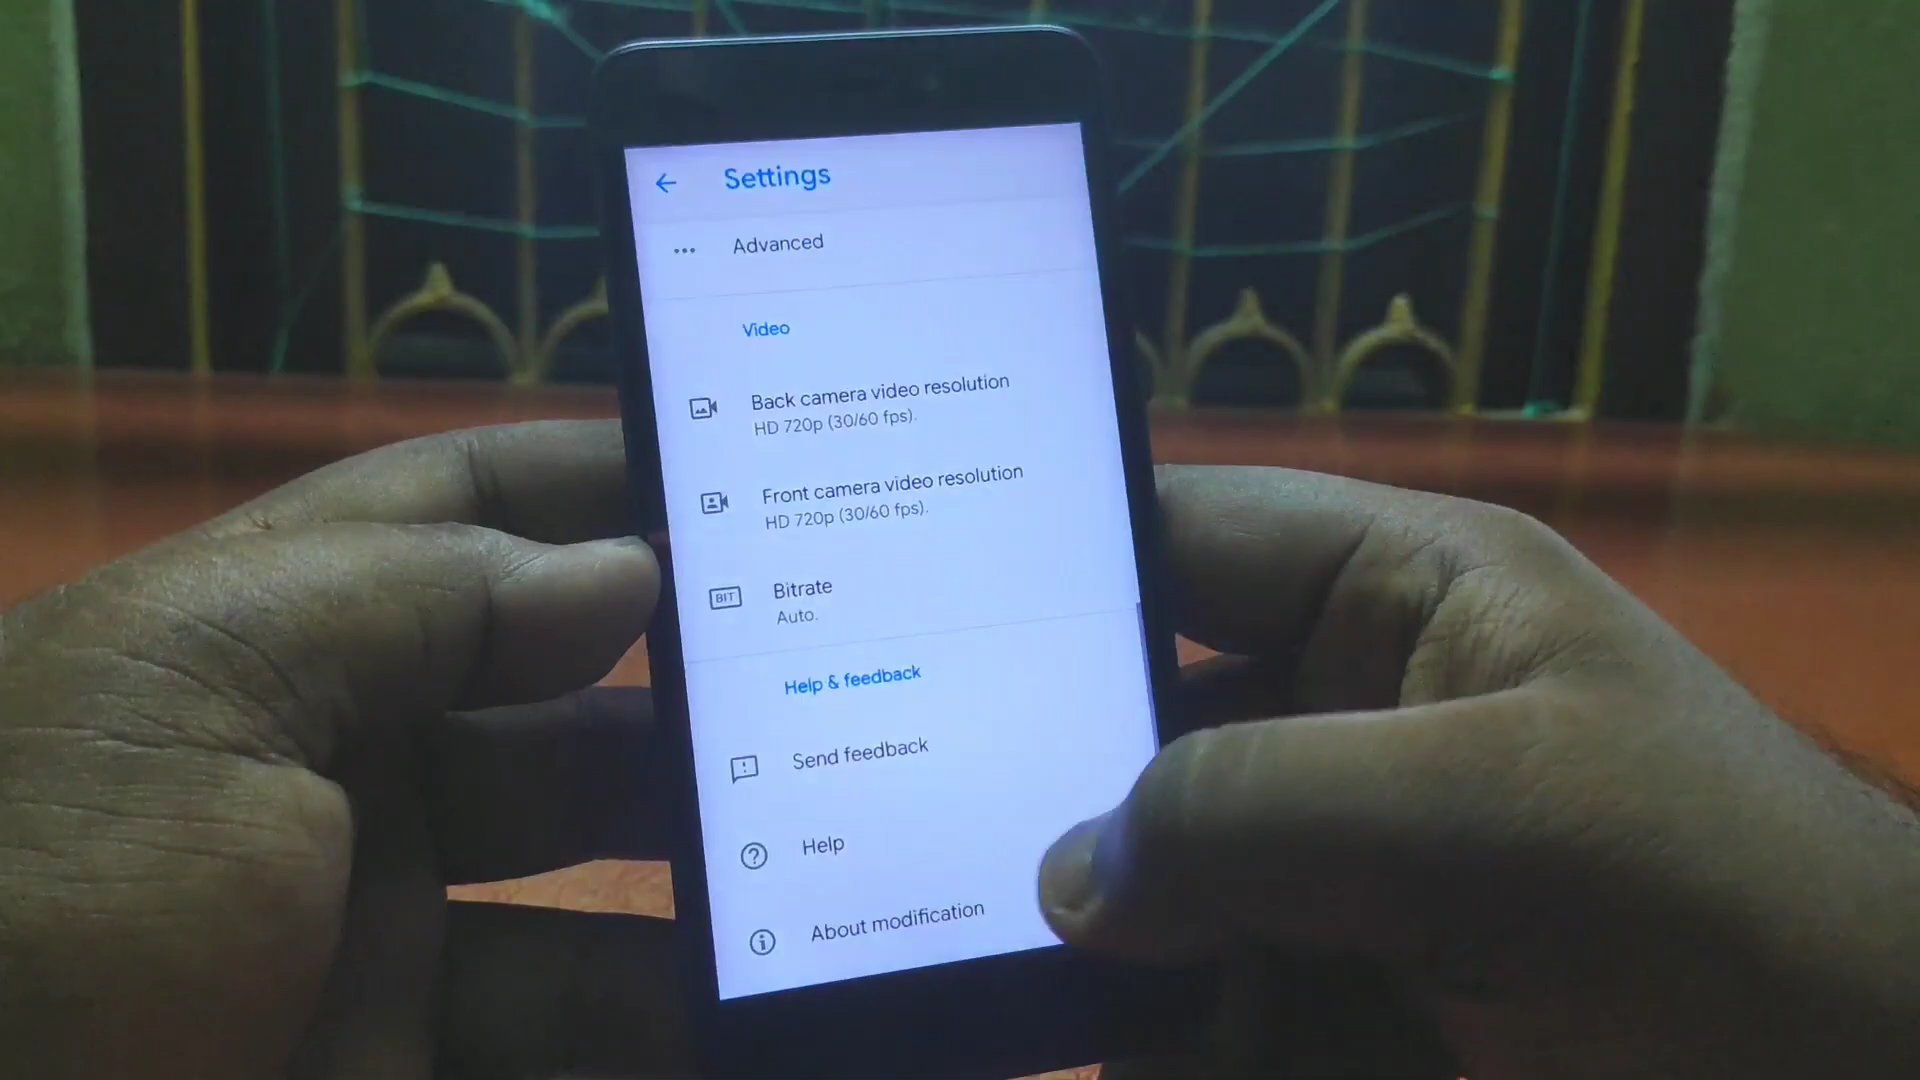 Settings
Advanced
Video
Back camera video resolution
HD 720p (30/60 fps).
Front camera video resolution
HD 720p (30/60 fps).
BIT
Bitrate
Auto.
Help & feedback
Send feedback
Help
About modification